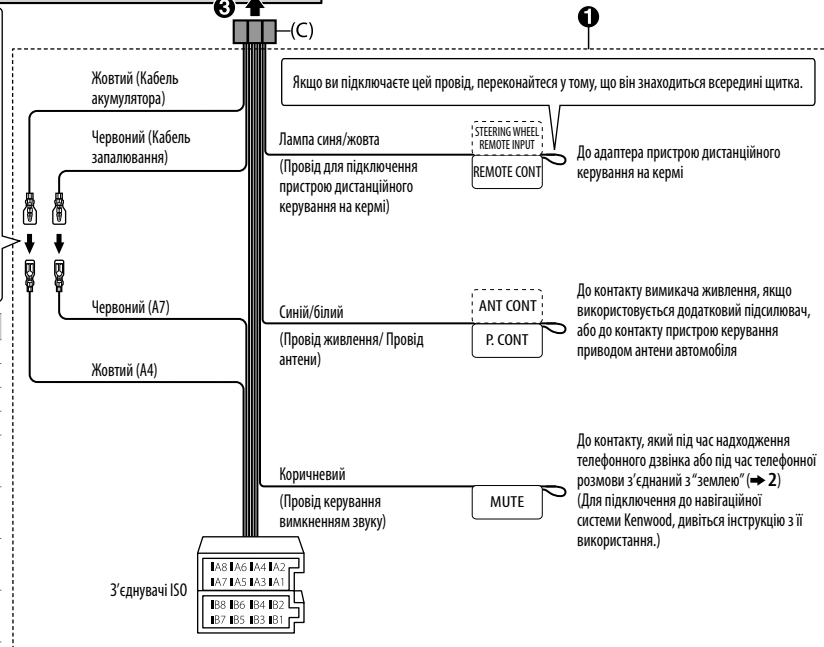 ❸
(C)
❶
Жовтий (Кабель
акумулятора)
Якщо ви підключаєте цей провід, переконайтеся у тому, що він знаходиться всередині щитка.
Червоний (Кабель
запалювання)
Лампа синя/жовта
(Провід для підключення
пристрою дистанційного
керування на кермі)
STEERING WHEEL
REMOTE INPUT
REMOTE CONT
До адаптера пристрою дистанційного
керування на кермі
Червоний (A7)
Синій/білий
(Провід живлення/ Провід
антени)
ANT CONT
P. CONT
До контакту вимикача живлення, якщо
використовується додатковий підсилювач,
або до контакту пристрою керування
приводом антени автомобіля
Жовтий (A4)
Коричневий
(Провід керування
вимкненням звуку)
MUTE
До контакту, який під час надходження
телефонного дзвінка або під час телефонної
розмови з’єднаний з “землею” (➡ 2)
(Для підключення до навігаційної
системи Kenwood, дивіться інструкцію з її
використання.)
З’єднувачі ISO
A8 A6 A4 A2
A7 A5 A3 A1
B8 B6 B4 B2
B7 B5 B3 B1